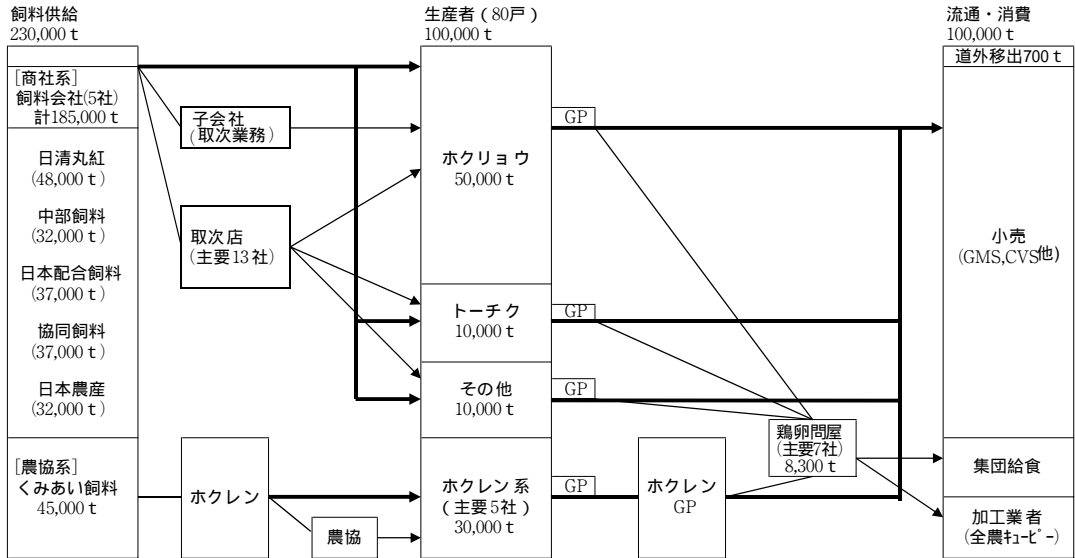 飼料供給
230,000ｔ
[商社系]
飼料会社(5社)
計185,000ｔ
日清丸紅
(48,000ｔ)
中部飼料
(32,000ｔ)
日本配合飼料
(37,000ｔ)
協同飼料
(37,000ｔ)
日本農産
(32,000ｔ)
[農協系]
くみあい飼料
45,000ｔ
子会社
(取次業務)
取次店
(主要13社)
ホクレン
農協
生産者(80戸)
100,000ｔ
ホクリョウ
50,000ｔ
トーチク
10,000ｔ
その他
10,000ｔ
ホクレン系
(主要5社)
30,000ｔ
GP
GP
GP
GP
ホクレン
GP
鶏卵問屋
(主要7社)
8,300ｔ
流通・消費
100,000ｔ
道外移出700ｔ
小売
(GMS,CVS他)
集団給食
加工業者
(全農ｷｭｰﾋﾟｰ)